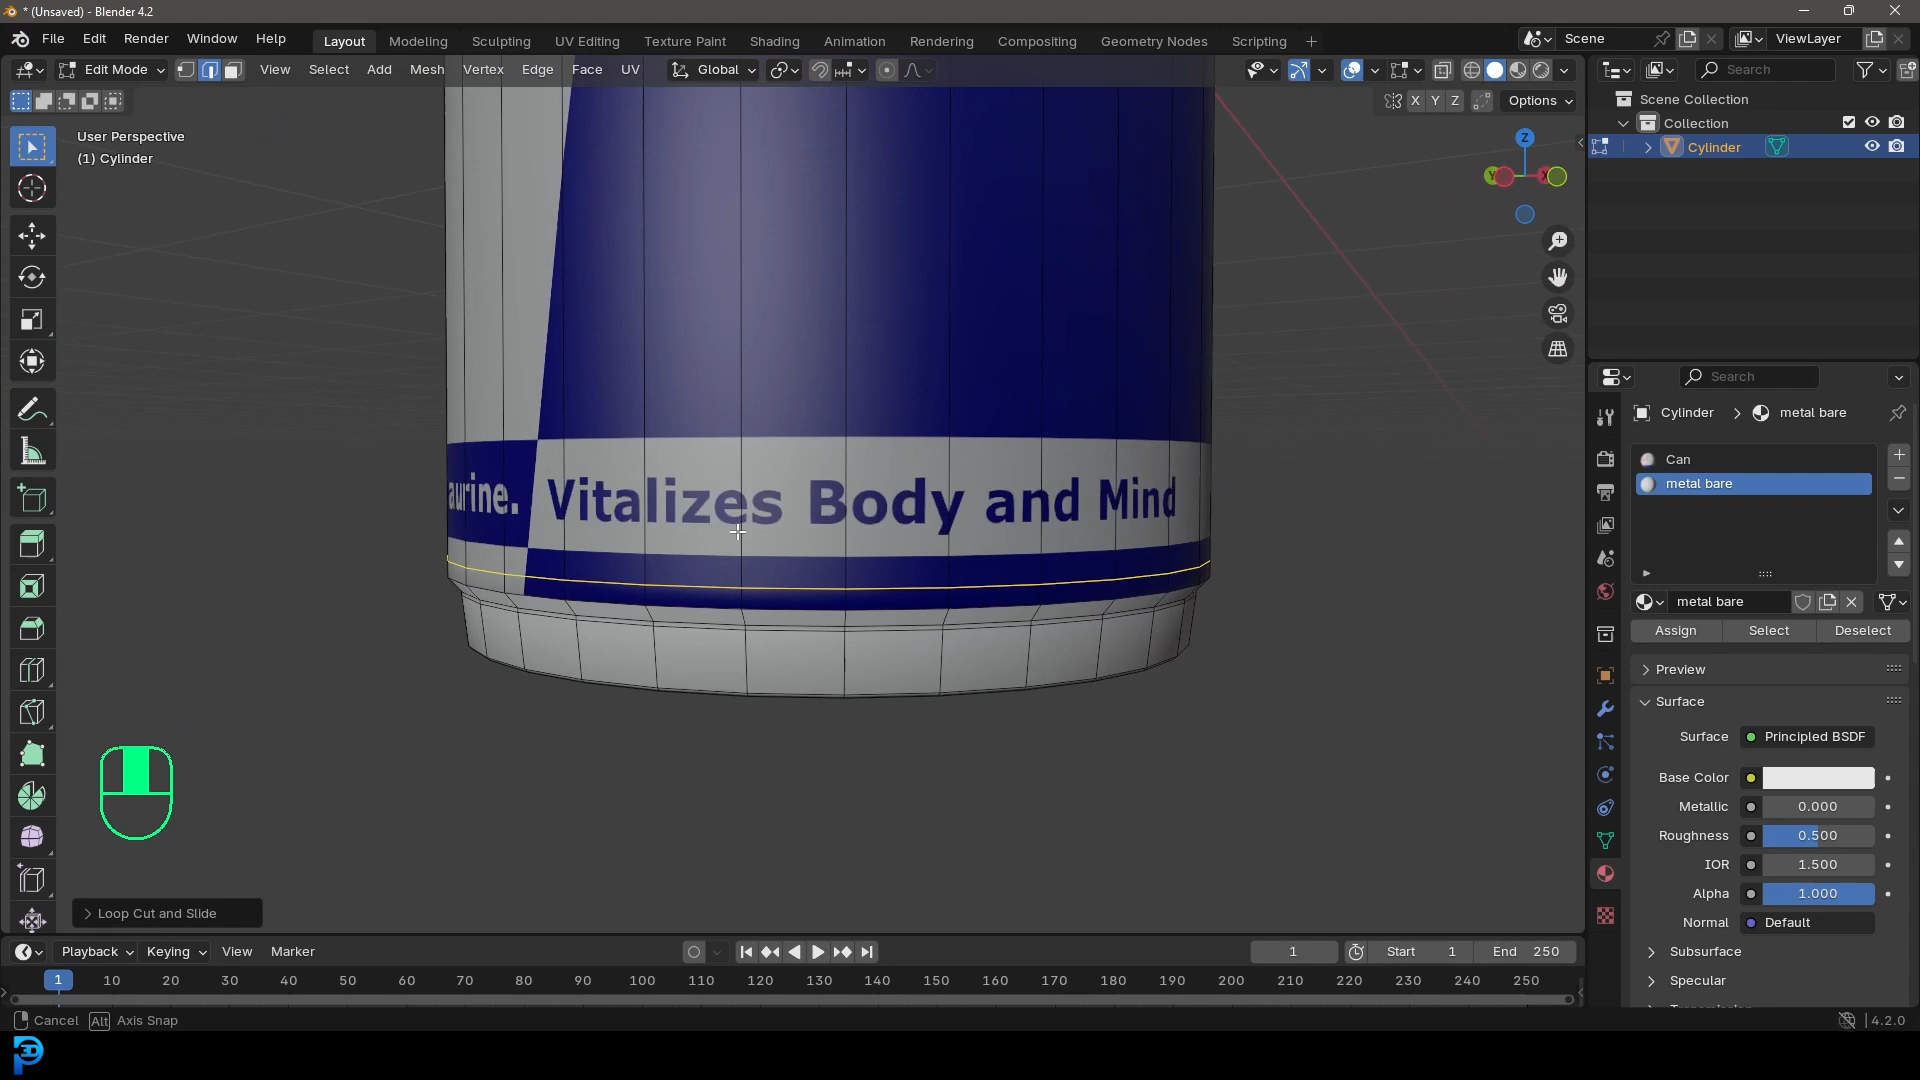 * (Unsaved) - Blender 4.2
File Edit Render Window Help Layout Modeling Sculpting UV Editing Texture Paint Shading Animation Rendering Compositing Geometry Nodes Scripting + Scene ViewLayer
Edit Mode View Select Add Mesh Vertex Edge Face UV Global Search
X Y Z Options
User Perspective
(1) Cylinder
Z
Y
X
Scene Collection
Collection
Cylinder
aurine. Vitalizes Body and Mind
Search
Cylinder > metal bare
Can
metal bare
metal bare
Assign Select Deselect
Preview
Surface
Surface Principled BSDF
Base Color
Metallic 0.000
Roughness 0.500
IOR 1.500
Alpha 1.000
Normal Default
Subsurface
Specular
Loop Cut and Slide
Playback Keying View Marker 1 Start 1 End 250
1 10 20 30 40 50 60 70 80 90 100 110 120 130 140 150 160 170 180 190 200 210 220 230 240 250
Cancel Alt Axis Snap 4.2.0